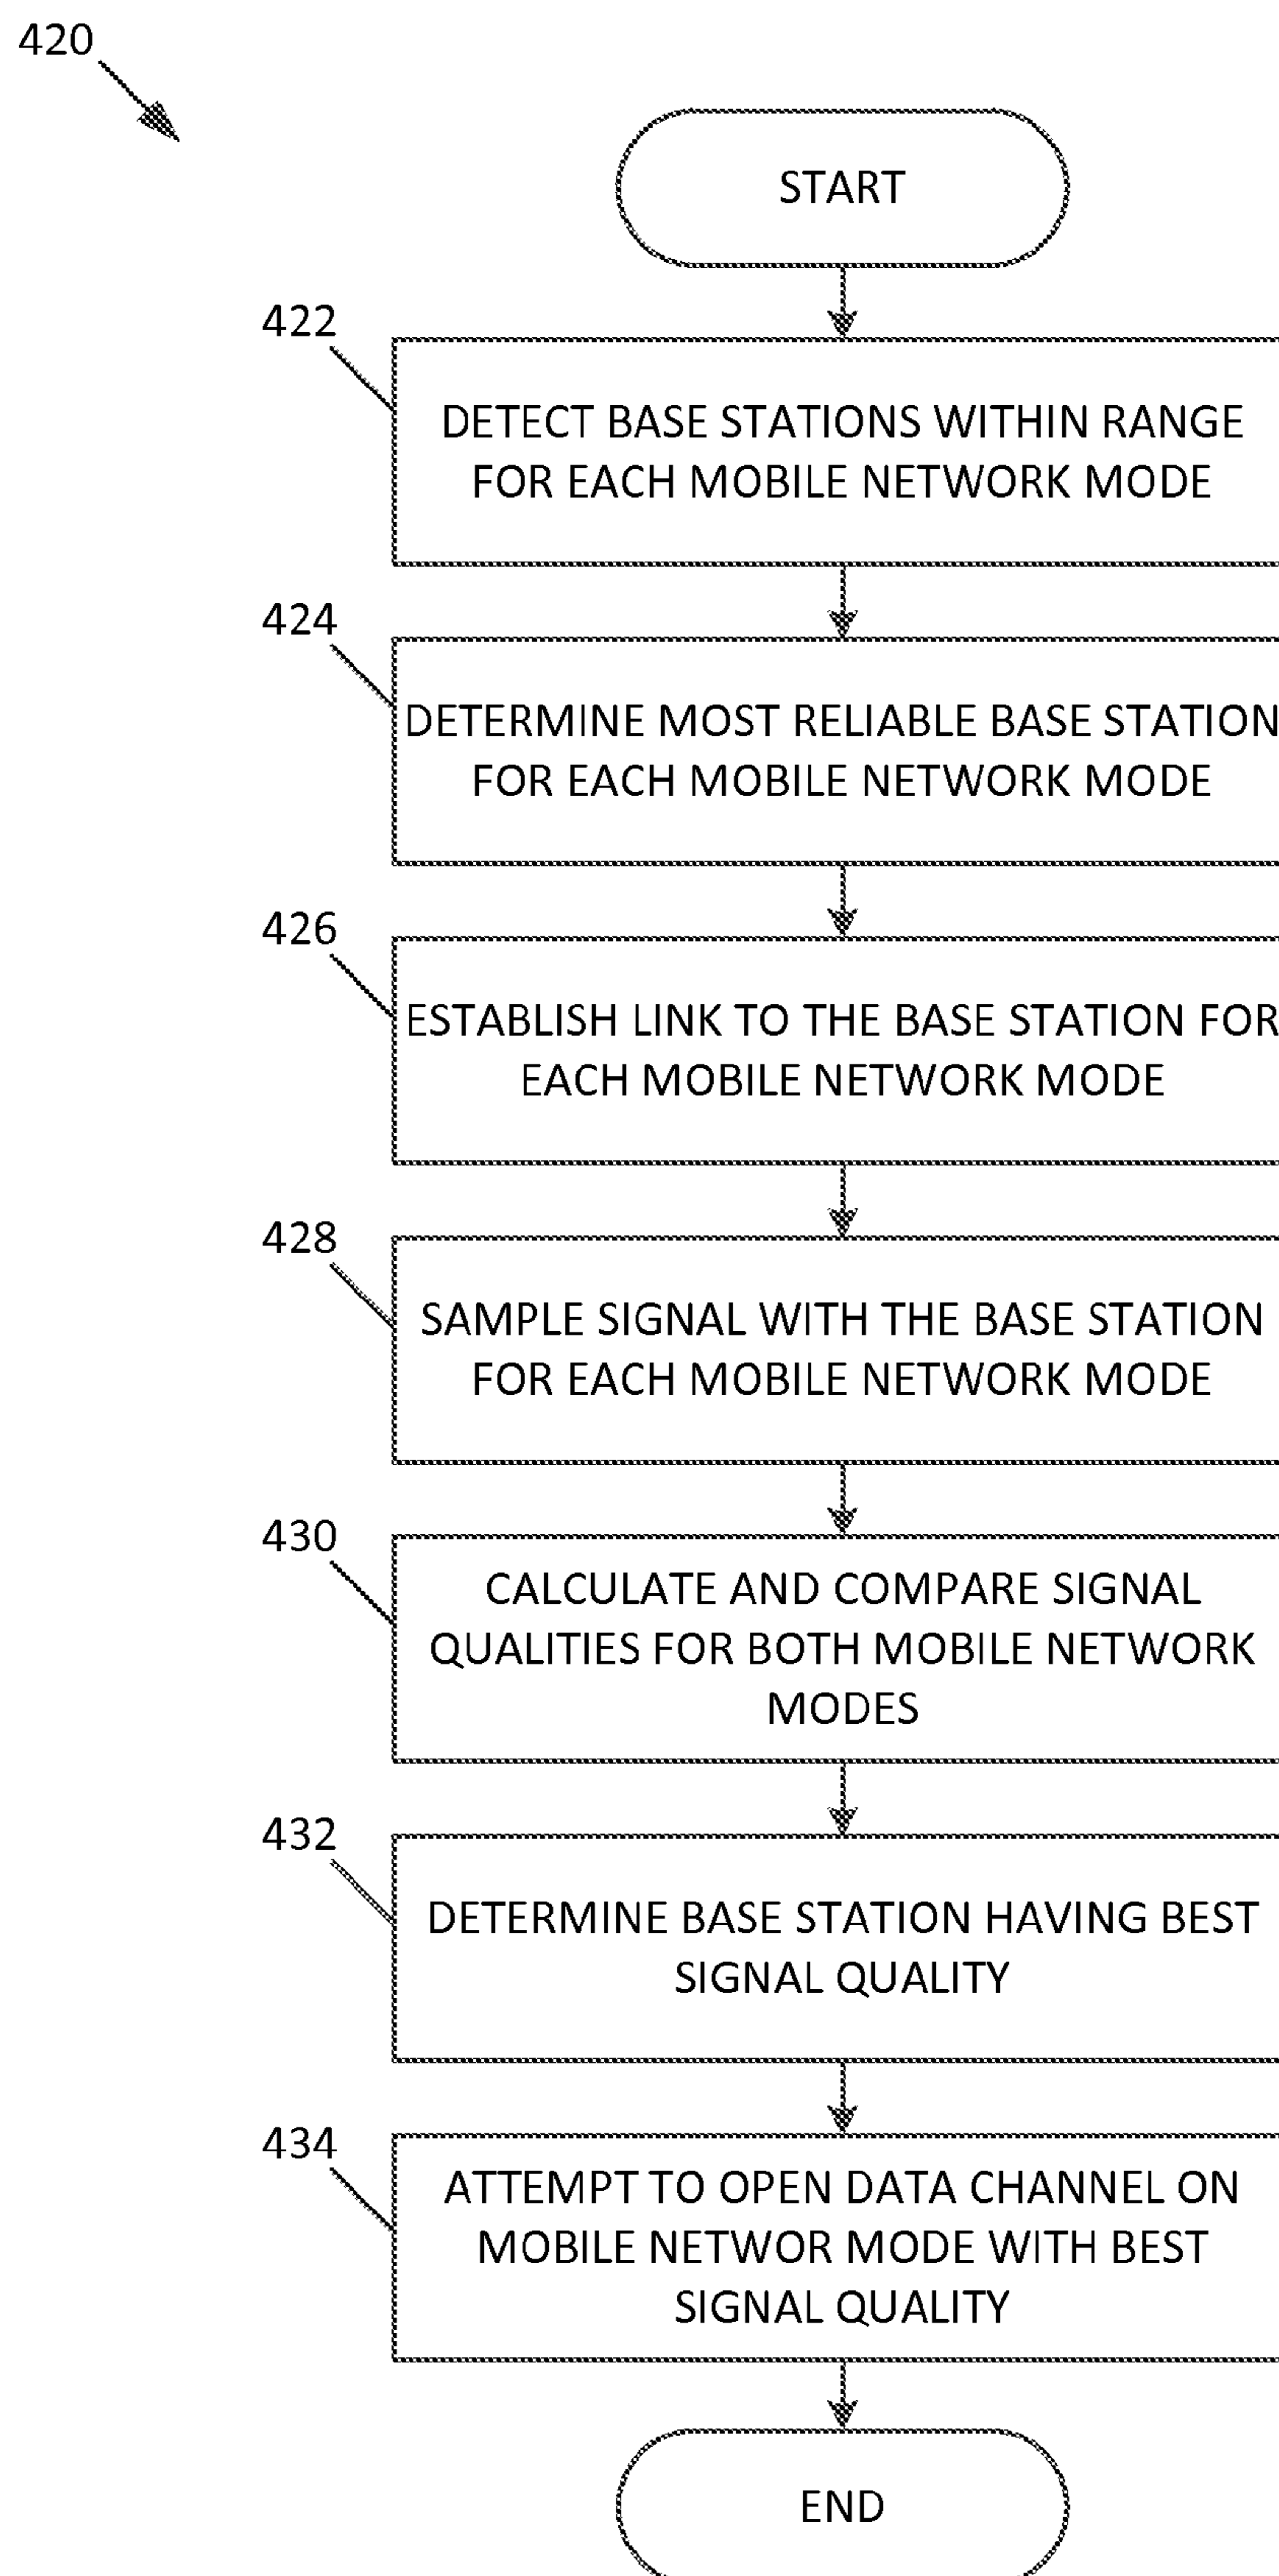 420
START
422
DETECT BASE STATIONS WITHIN RANGE
FOR EACH MOBILE NETWORK MODE
424
DETERMINE MOST RELIABLE BASE STATION
FOR EACH MOBILE NETWORK MODE
426
ESTABLISH LINK TO THE BASE STATION FOR
EACH MOBILE NETWORK MODE
428
SAMPLE SIGNAL WITH THE BASE STATION
FOR EACH MOBILE NETWORK MODE
430
CALCULATE AND COMPARE SIGNAL
QUALITIES FOR BOTH MOBILE NETWORK
MODES
432
DETERMINE BASE STATION HAVING BEST
SIGNAL QUALITY
434
ATTEMPT TO OPEN DATA CHANNEL ON
MOBILE NETWOR MODE WITH BEST
SIGNAL QUALITY
END